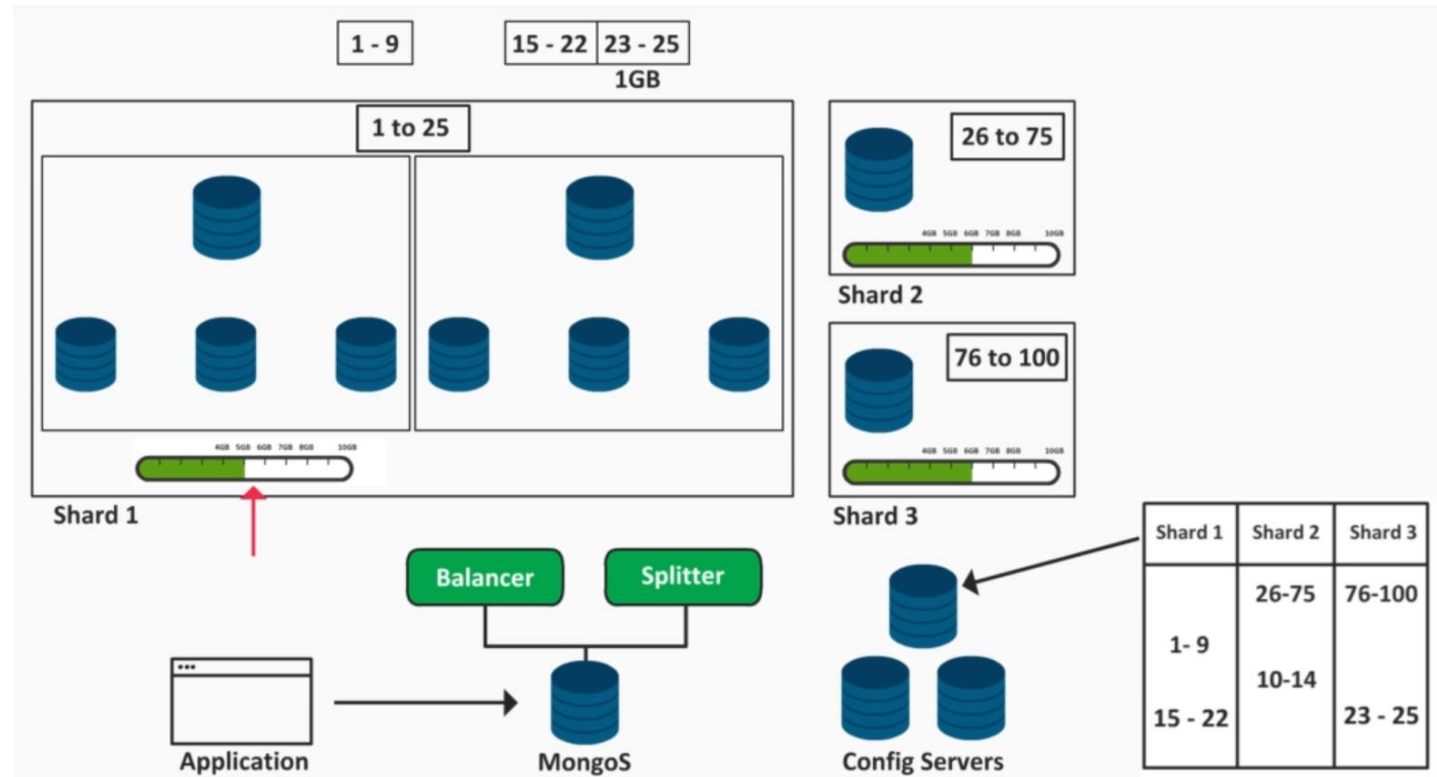 1 - 9
15 - 22 23 - 25
1GB
1 to 25
4GB 5GB 6GB 7GB 8GB 10GB
Shard 1
26 to 75
4GB 5GB 6GB 7GB 8GB 10GB
Shard 2
76 to 100
4GB 5GB 6GB 7GB 8GB 10GB
Shard 3
Balancer
Splitter
Application
MongoS
Config Servers
Shard 1 Shard 2 Shard 3
26-75 76-100
1- 9
10-14
15 - 22 23 - 25